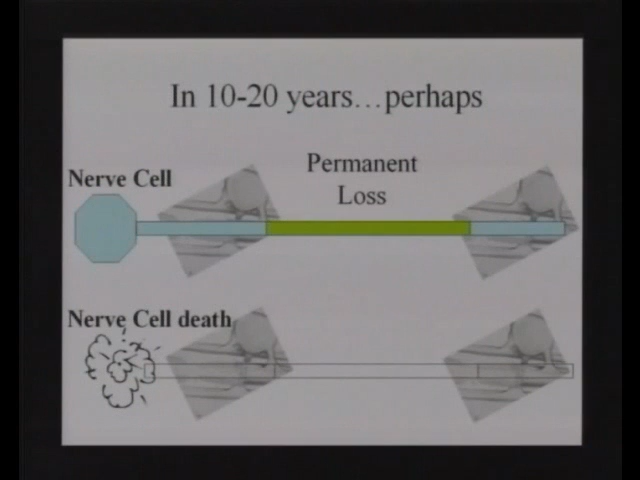 In 10-20 years…perhaps
Nerve Cell
Permanent
Loss
Nerve Cell death